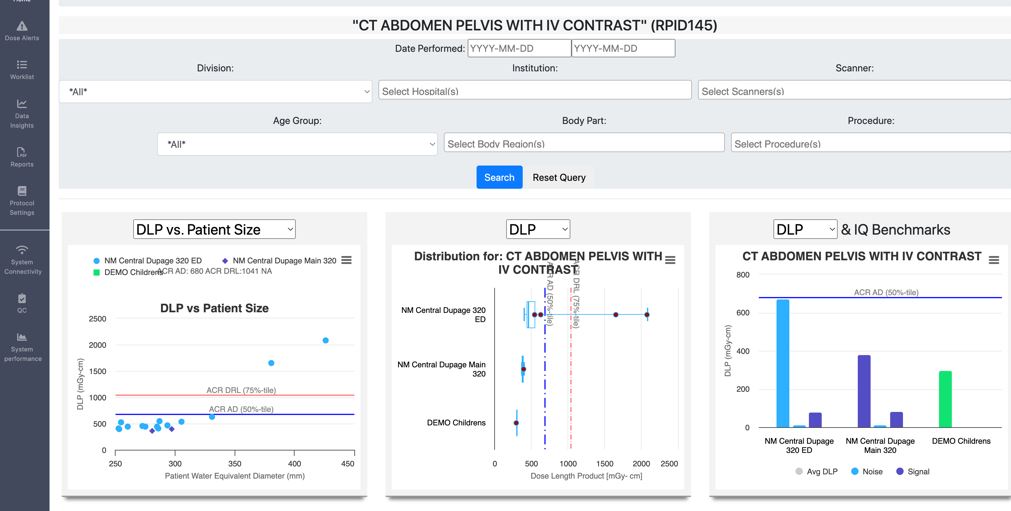 Home
"CT ABDOMEN PELVIS WITH IV CONTRAST" (RPID145)
Dose Alerts
Worklist
Data
Insights
Reports
Protocol
Settings
System
Connectivity
QC
System
performance
Date Performed: YYYY-MM-DD YYYY-MM-DD
Division: Institution: Scanner:
*All* Select Hospital(s) Select Scanners(s)
Age Group: Body Part: Procedure:
*All* Select Body Region(s) Select Procedure(s)
Search Reset Query
DLP vs. Patient Size
NM Central Dupage 320 ED NM Central Dupage Main 320
DEMO Childrens
ACR AD: 680 ACR DRL:1041 NA
DLP vs Patient Size
DLP (mGy-cm)
2500
2000
1500
1000
500
0
ACR DRL (75%-tile)
ACR AD (50%-tile)
250 300 350 400 450
Patient Water Equivalent Diameter (mm)
DLP
Distribution for: CT ABDOMEN PELVIS WITH
IV CONTRAST
ACR AD (50%-tile)
ACR DRL (75%-tile)
NM Central Dupage 320
ED
NM Central Dupage Main
320
DEMO Childrens
0 500 1000 1500 2000 2500
Dose Length Product [mGy- cm]
DLP & IQ Benchmarks
CT ABDOMEN PELVIS WITH IV CONTRAST
DLP (mGy-cm)
800
600
400
200
0
ACR AD (50%-tile)
NM Central Dupage
320 ED
NM Central Dupage
Main 320
DEMO Childrens
Avg DLP Noise Signal